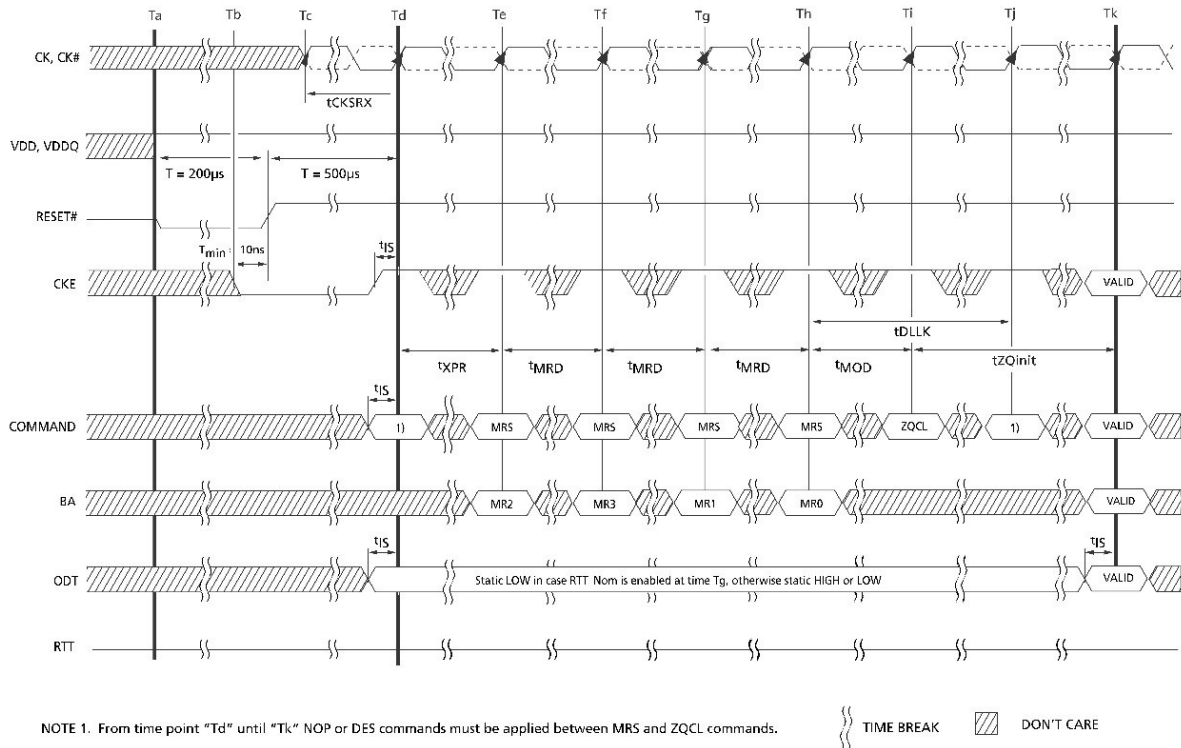 Ta Tb Tc Td Te Tf Tg Th Ti Tj Tk
CK, CK#
tCKSRX
VDD, VDDQ
T = 200µs T = 500µs
RESET#
Tmin 10ns tIS
CKE VALID
tDLLK
tXPR tMRD tMRD tMRD tMOD tZQinit
tIS
COMMAND 1) MRS MRS MRS MRS ZQCL 1) VALID
BA MR2 MR3 MR1 MR0 VALID
tIS tIS
ODT Static LOW in case RTT Nom is enabled at time Tg, otherwise static HIGH or LOW VALID
RTT
NOTE 1. From time point "Td" until "Tk" NOP or DES commands must be applied between MRS and ZQCL commands. TIME BREAK DON'T CARE